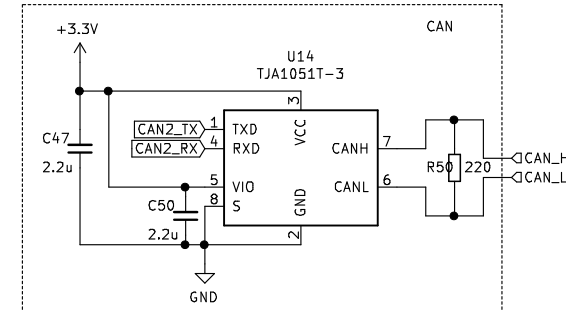 +3.3V
CAN
U14
TJA1051T-3
3
VCC
CAN2_TX
1
TXD
CAN2_RX
4
RXD
CANH
7
C47
2.2u
R50
220
CAN_H
CAN_L
5
VIO
CANL
6
C50
2.2u
8
S
GND
2
GND